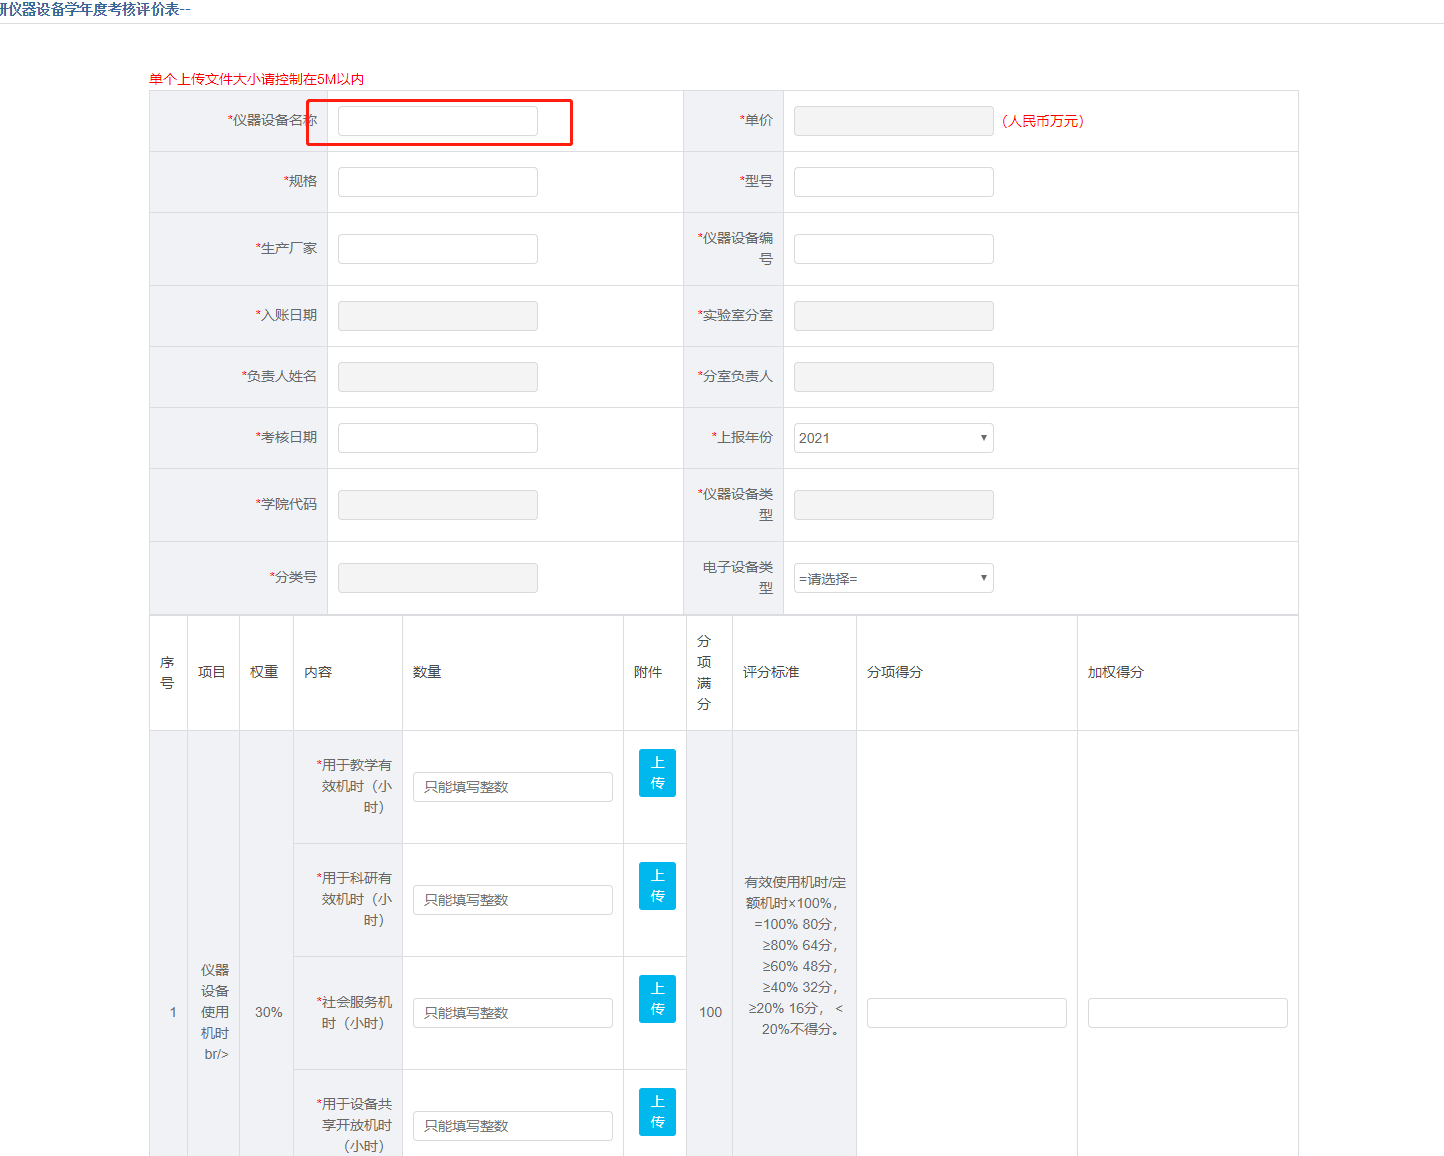 研仪器设备学年度考核评价表--
单个上传文件大小请控制在5M以内
*仪器设备名称
*单价
（人民币万元）
*规格
*型号
*生产厂家
*仪器设备编
号
*入账日期
*实验室分室
*负责人姓名
*分室负责人
*考核日期
*上报年份
2021
*学院代码
*仪器设备类
型
*分类号
电子设备类
型
=请选择=
序
号
项目
权重
内容
数量
附件
分
项
满
分
评分标准
分项得分
加权得分
1
仪器
设备
使用
机时
br/>
30%
*用于教学有
效机时（小
时）
只能填写整数
上
传
*用于科研有
效机时（小
时）
只能填写整数
上
传
*社会服务机
时（小时）
只能填写整数
上
传
*用于设备共
享开放机时
（小时）
只能填写整数
上
传
100
有效使用机时/定
额机时×100%，
=100% 80分，
≥80% 64分，
≥60% 48分，
≥40% 32分，
≥20% 16分， <
20%不得分。